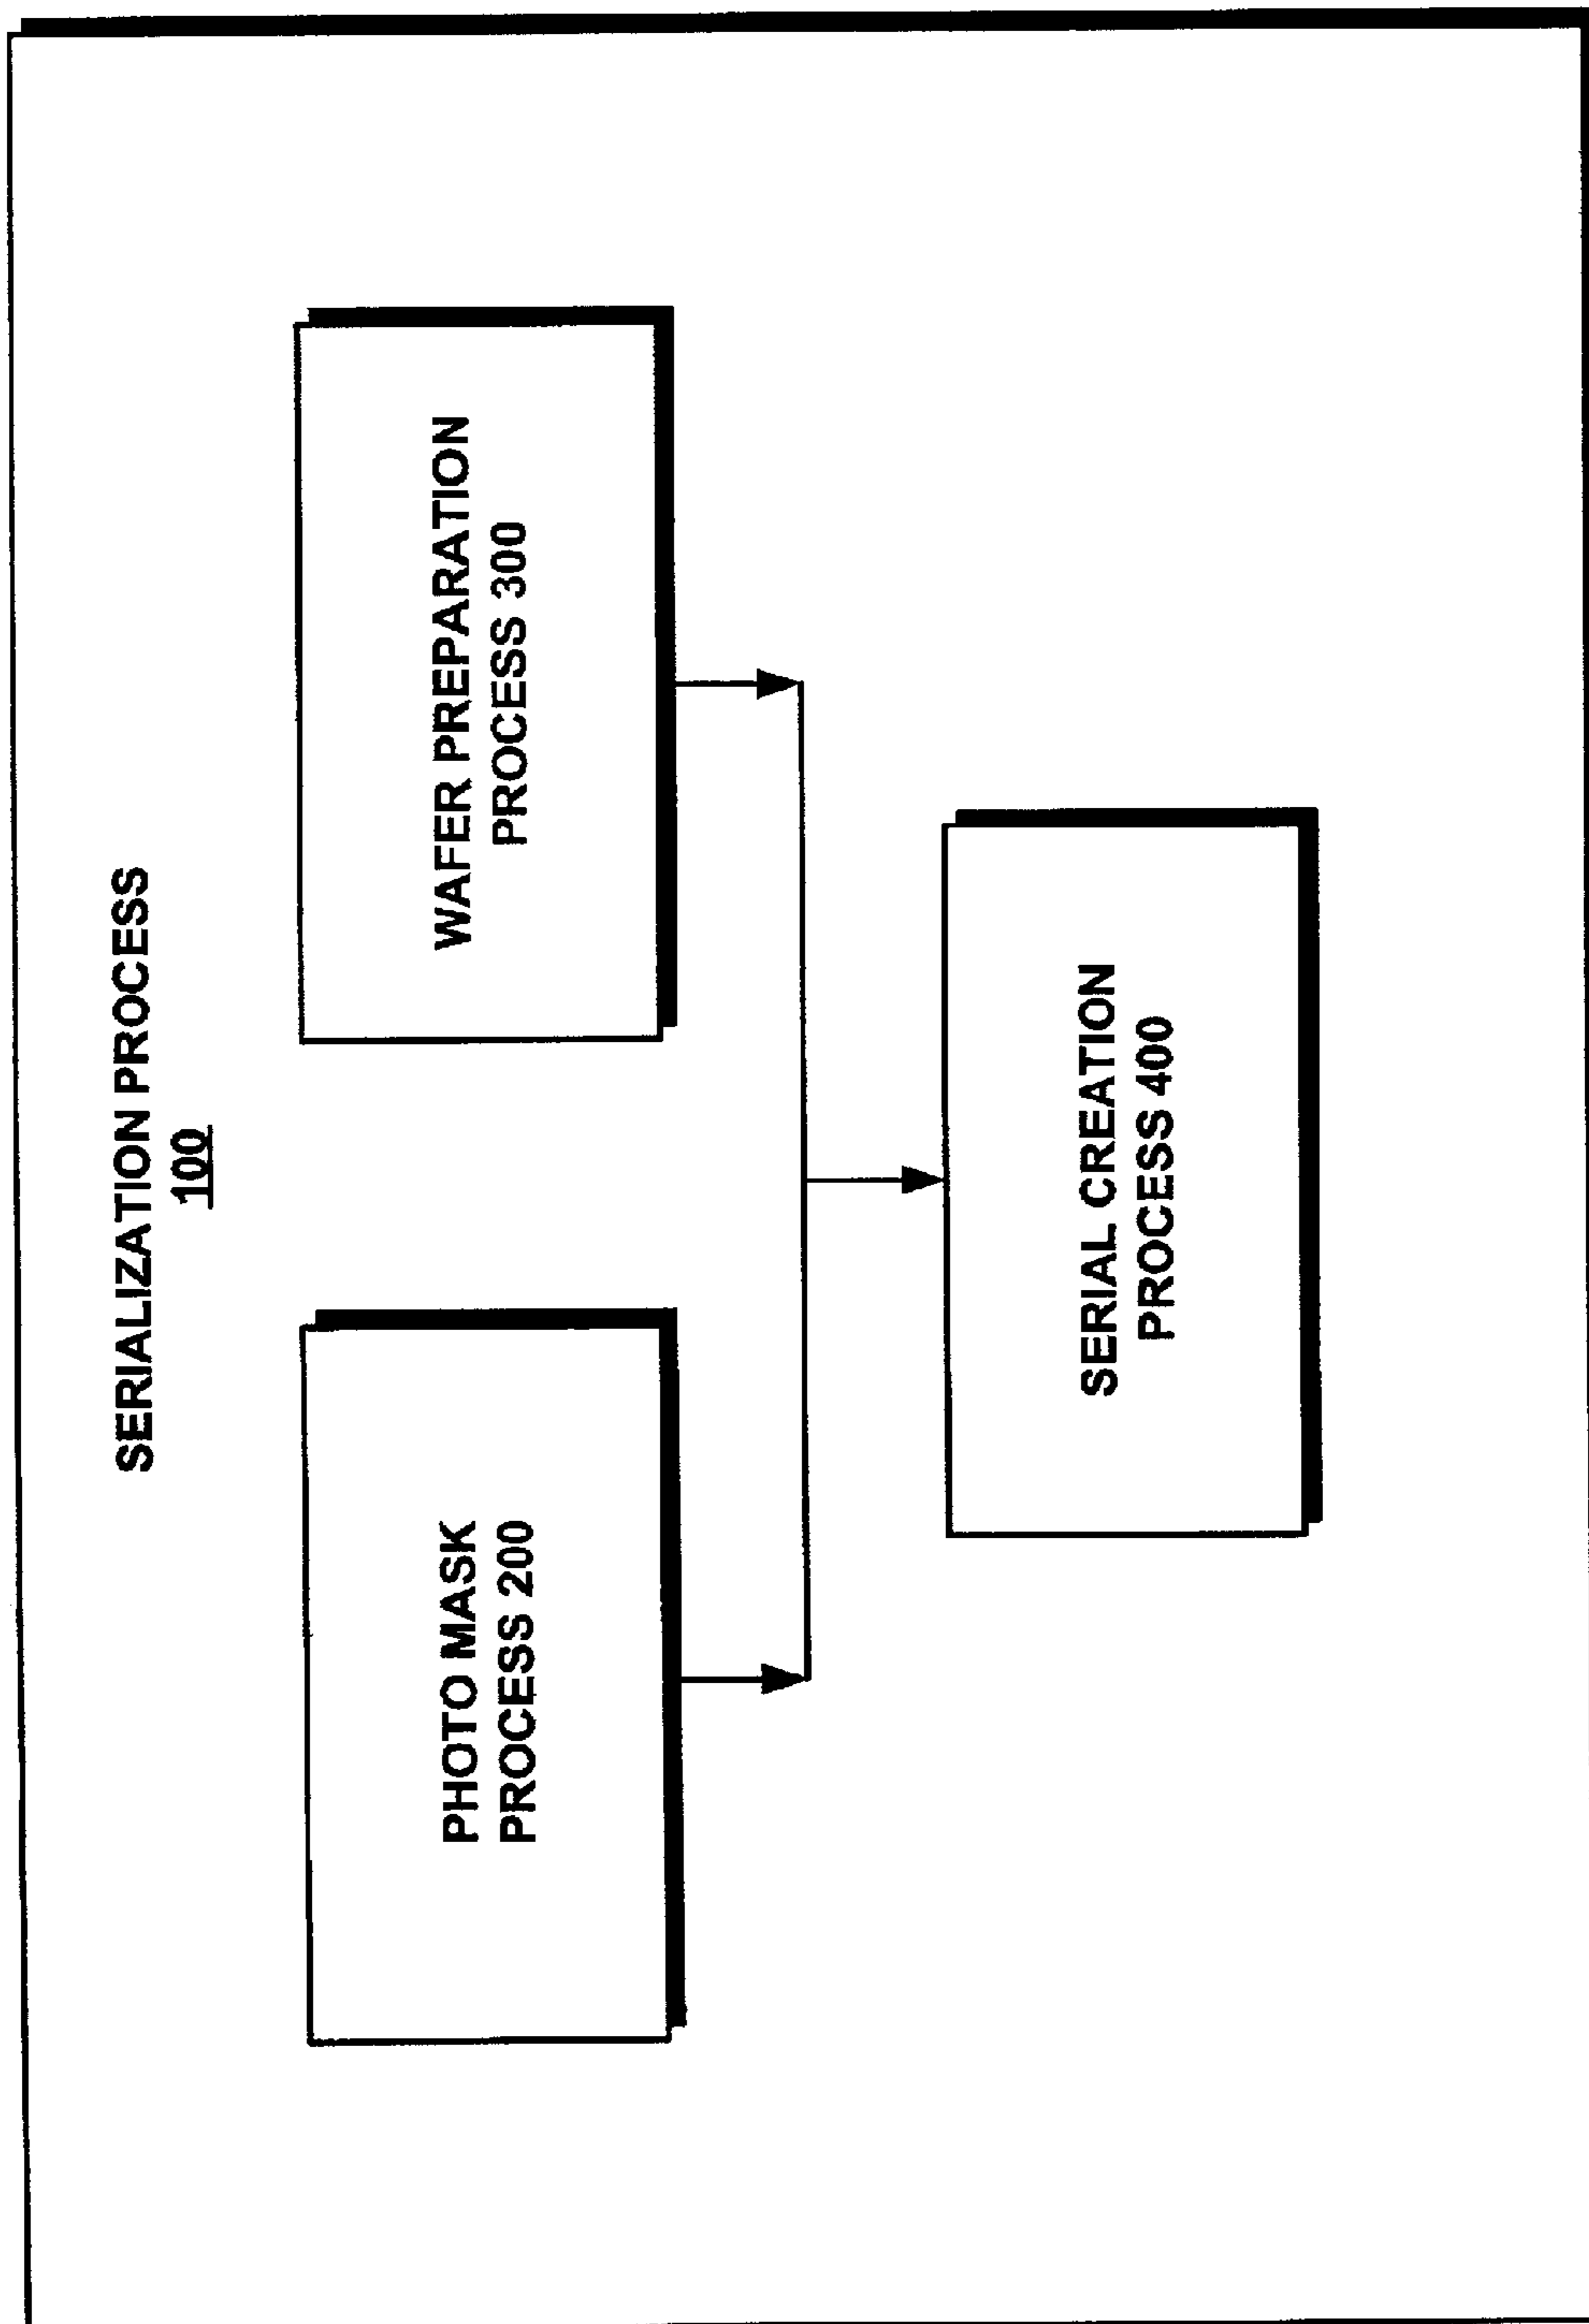 SERIALIZATION PROCESS
100
PHOTO MASK
PROCESS 200
WAFER PREPARATION
PROCESS 300
SERIAL CREATION
PROCESS 400